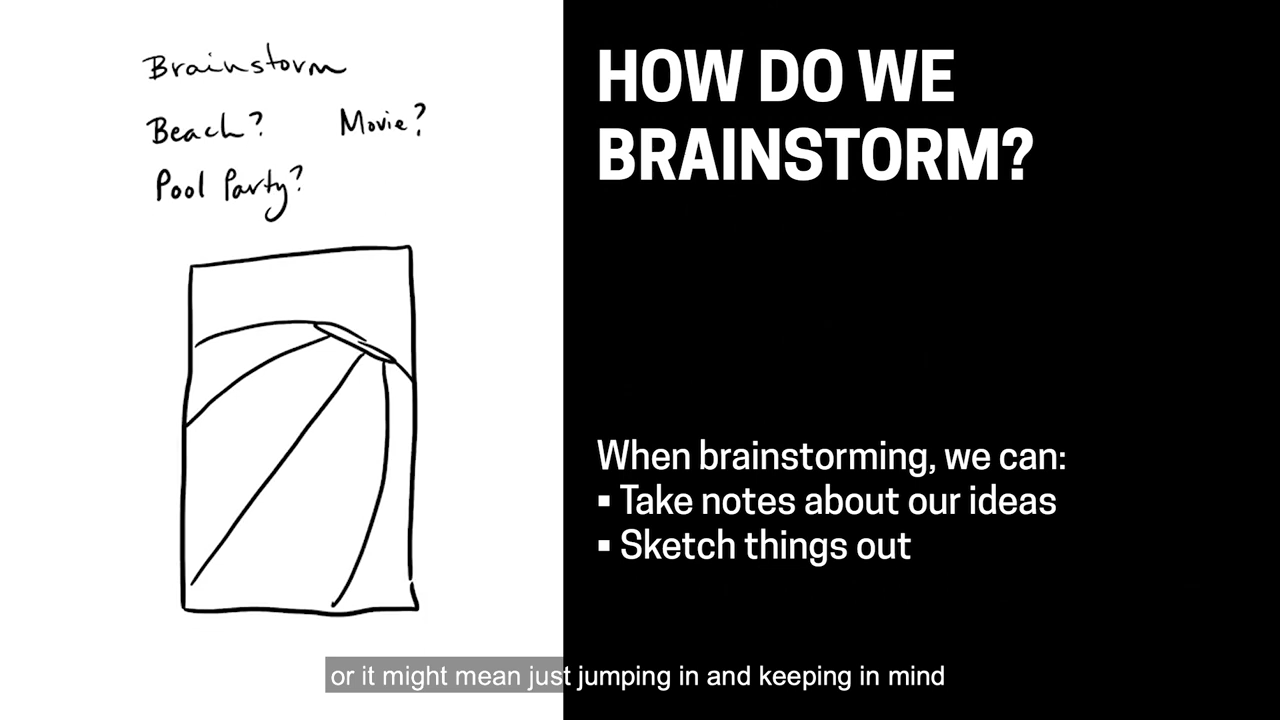 Brainstorm
Beach? Movie?
Pool Party?
HOW DO WE
BRAINSTORM?
When brainstorming, we can:
▪ Take notes about our ideas
▪ Sketch things out
or it might mean just jumping in and keeping in mind